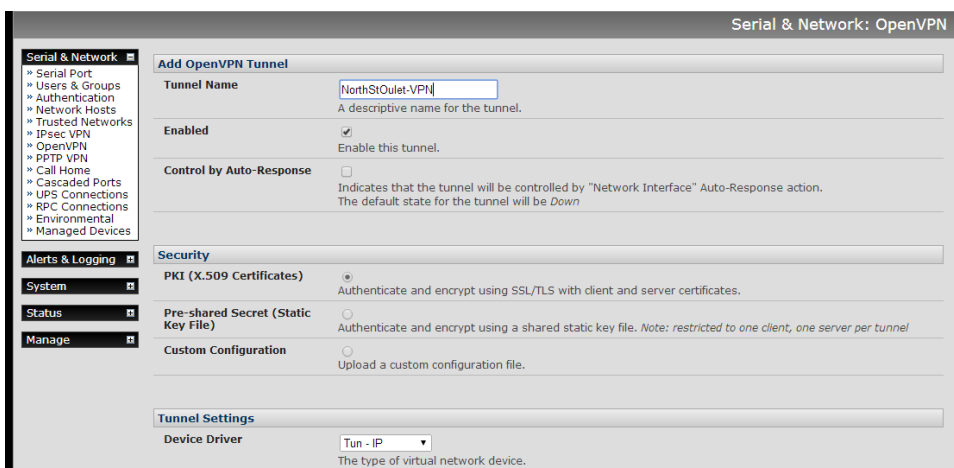 Serial & Network: OpenVPN
Serial & Network
» Serial Port
» Users & Groups
» Authentication
» Network Hosts
» Trusted Networks
» IPsec VPN
» OpenVPN
» PPTP VPN
» Call Home
» Cascaded Ports
» UPS Connections
» RPC Connections
» Environmental
» Managed Devices
Alerts & Logging
System
Status
Manage
Add OpenVPN Tunnel
Tunnel Name
NorthStOulet-VPN
A descriptive name for the tunnel.
Enabled
Enable this tunnel.
Control by Auto-Response
Indicates that the tunnel will be controlled by "Network Interface" Auto-Response action.
The default state for the tunnel will be Down
Security
PKI (X.509 Certificates)
Authenticate and encrypt using SSL/TLS with client and server certificates.
Pre-shared Secret (Static
Key File)
Authenticate and encrypt using a shared static key file. Note: restricted to one client, one server per tunnel
Custom Configuration
Upload a custom configuration file.
Tunnel Settings
Device Driver
Tun - IP
The type of virtual network device.